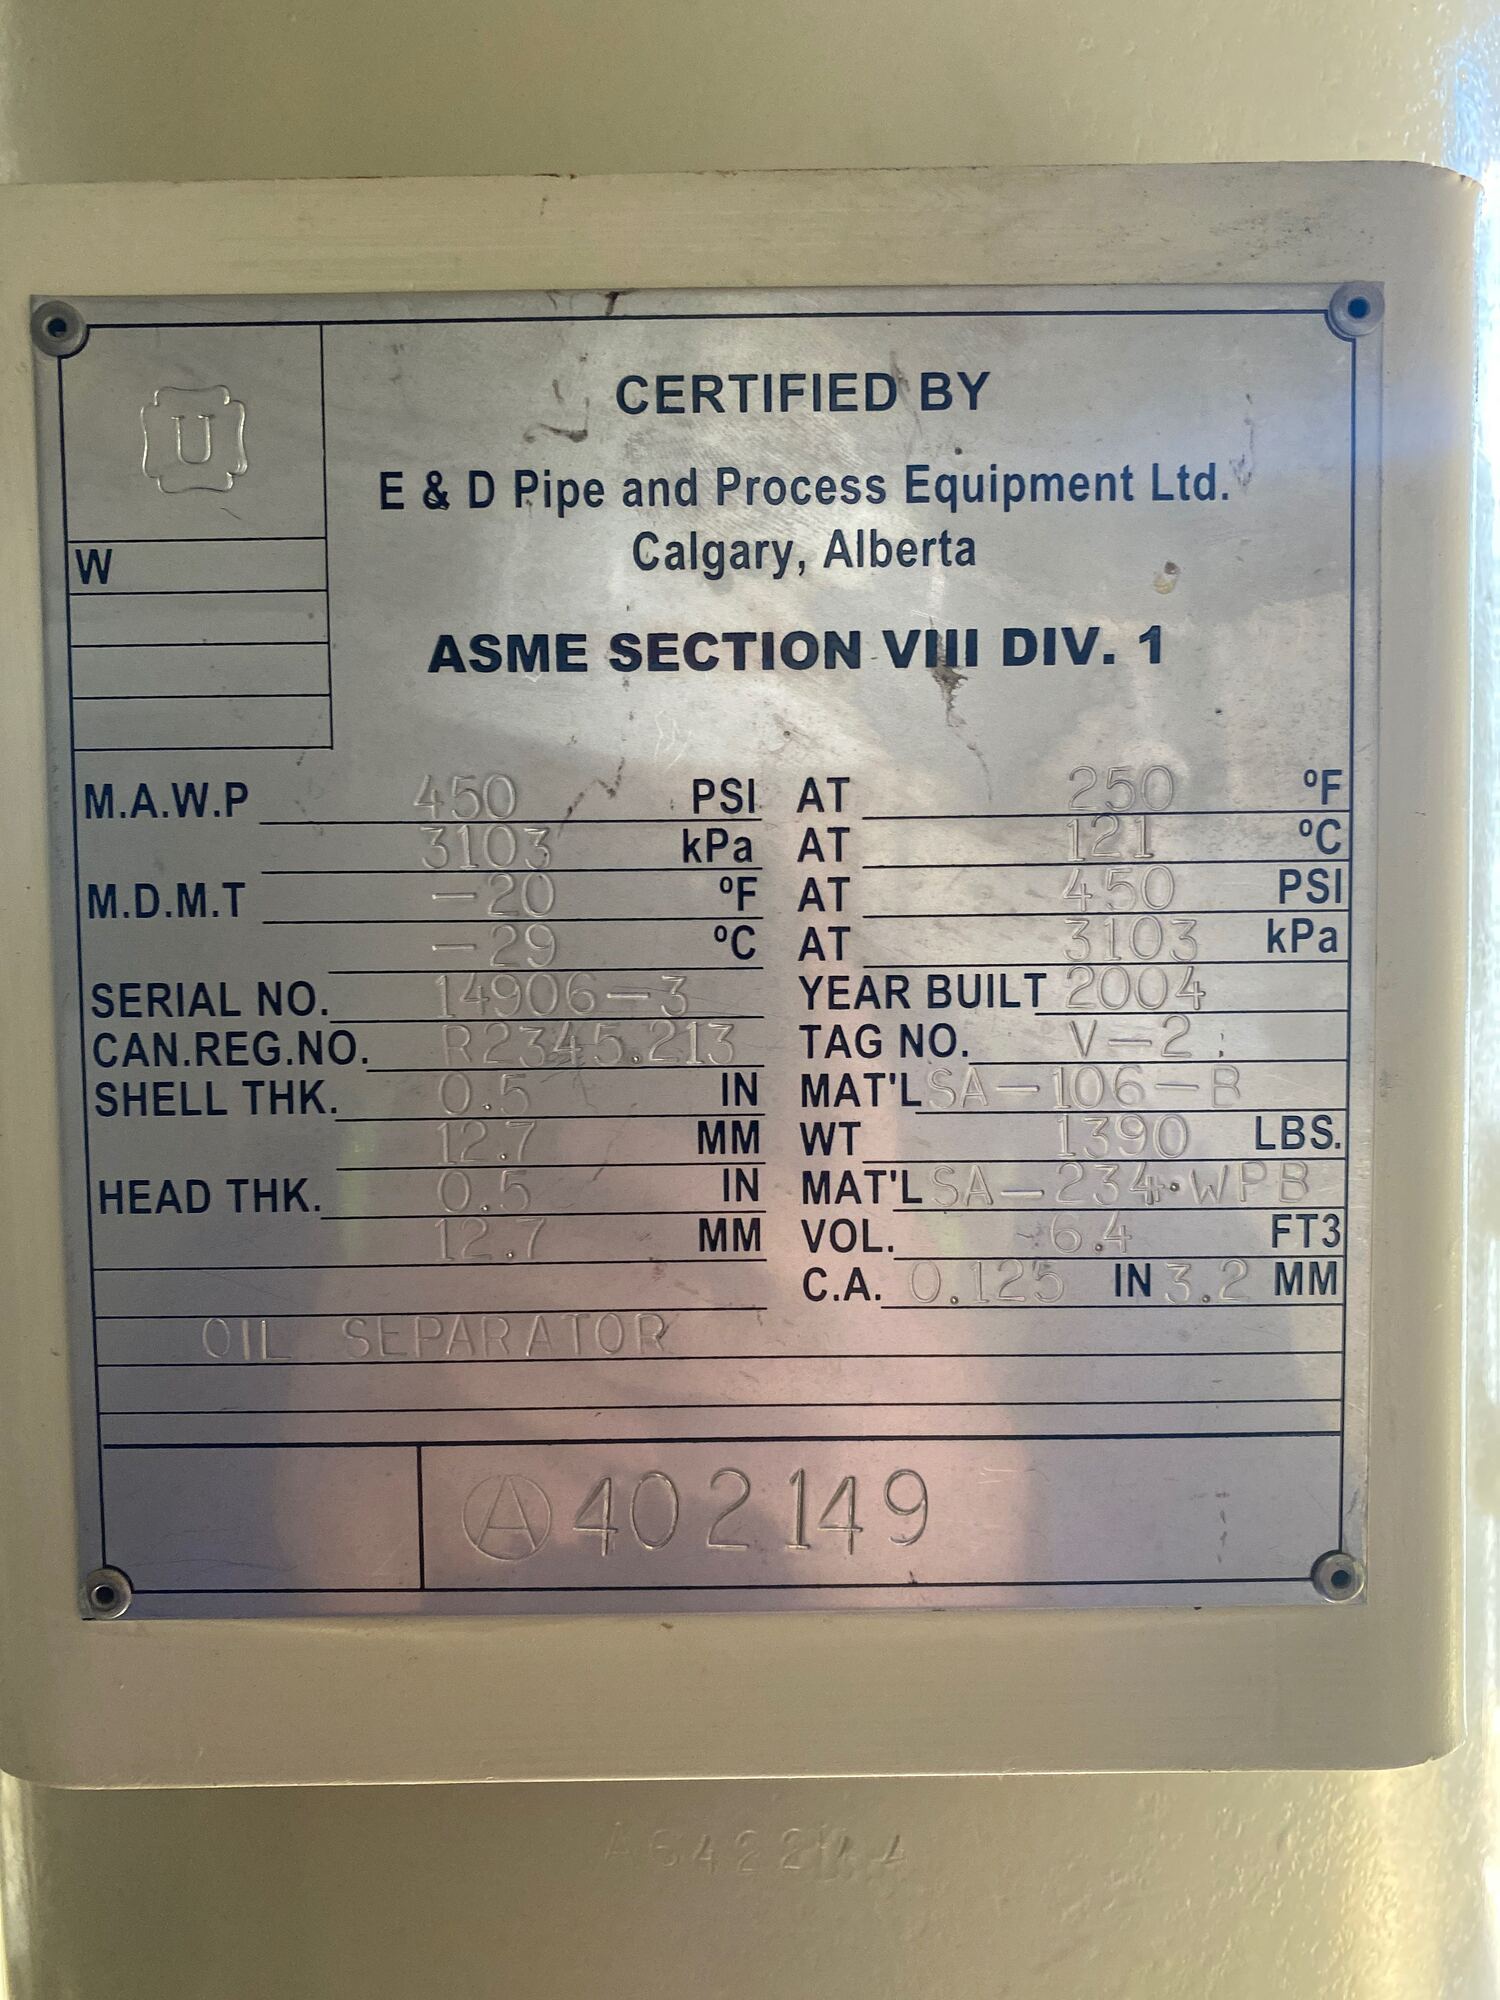 U
CERTIFIED BY
E & D Pipe and Process Equipment Ltd.
Calgary, Alberta
W
ASME SECTION VIII DIV. 1
M.A.W.P 450 PSI AT 250 ºF
3103 kPa AT 121 ºC
M.D.M.T -20 ºF AT 450 PSI
-29 ºC AT 3103 kPa
SERIAL NO. 14906-3 YEAR BUILT 2004
CAN.REG.NO. R2345.213 TAG NO. V-2
SHELL THK. 0.5 IN MAT'L SA-106-B
12.7 MM WT 1390 LBS.
HEAD THK. 0.5 IN MAT'L SA-234·WPB
12.7 MM VOL. 6.4 FT3
C.A. 0.125 IN 3.2 MM
OIL SEPARATOR
A 402149